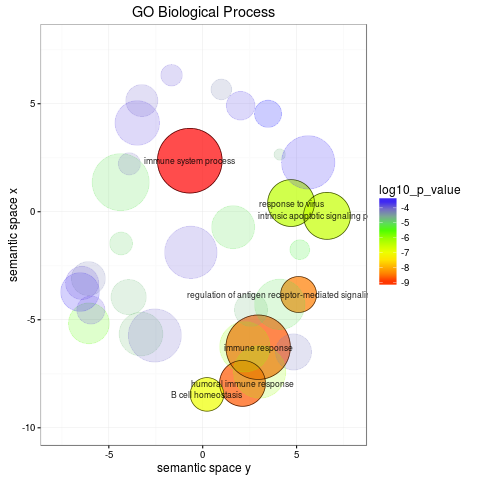 GO Biological Process
semantic space x
5
0
-5
-10
immune system process
response to virus
intrinsic apoptotic signaling p
regulation of antigen receptor-mediated signalin
immune response
humoral immune response
B cell homeostasis
-5
0
5
semantic space y
log10_p_value
-4
-5
-6
-7
-8
-9